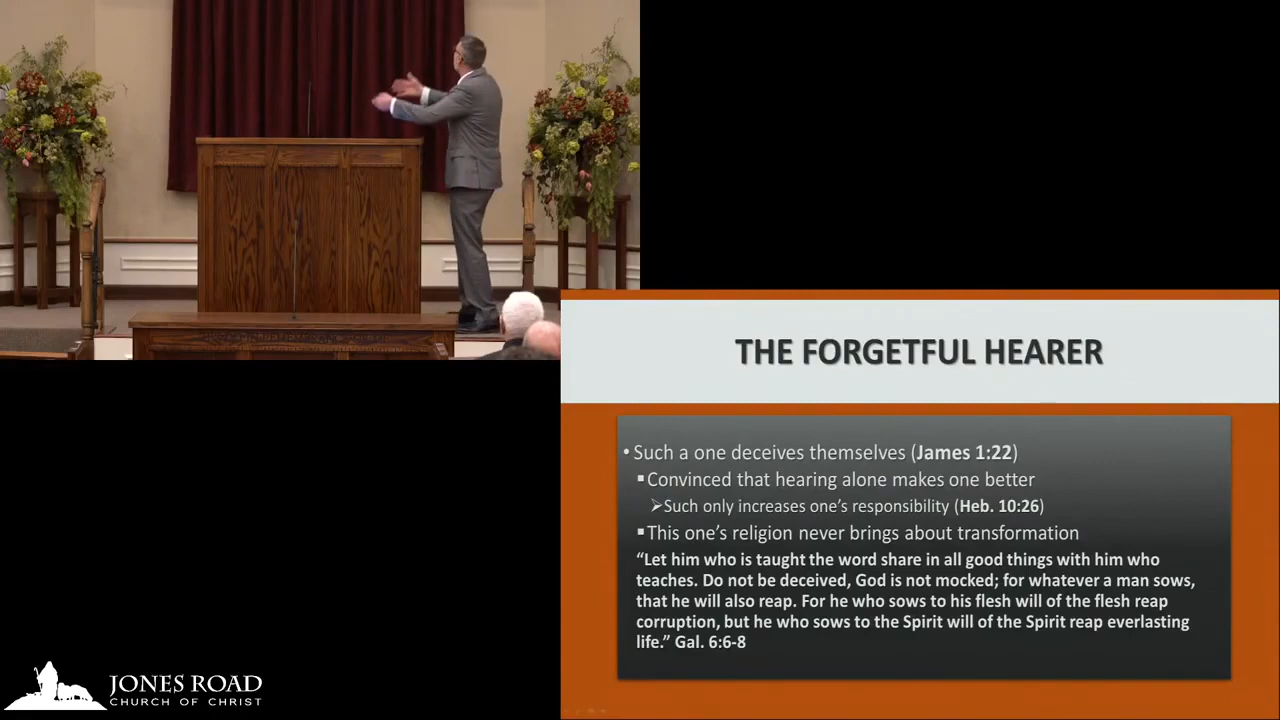 THE FORGETFUL HEARER
• Such a one deceives themselves (James 1:22)
▪ Convinced that hearing alone makes one better
➢ Such only increases one’s responsibility (Heb. 10:26)
▪ This one’s religion never brings about transformation
“Let him who is taught the word share in all good things with him who
teaches. Do not be deceived, God is not mocked; for whatever a man sows,
that he will also reap. For he who sows to his flesh will of the flesh reap
corruption, but he who sows to the Spirit will of the Spirit reap everlasting
life.” Gal. 6:6-8
JONES ROAD
CHURCH OF CHRIST